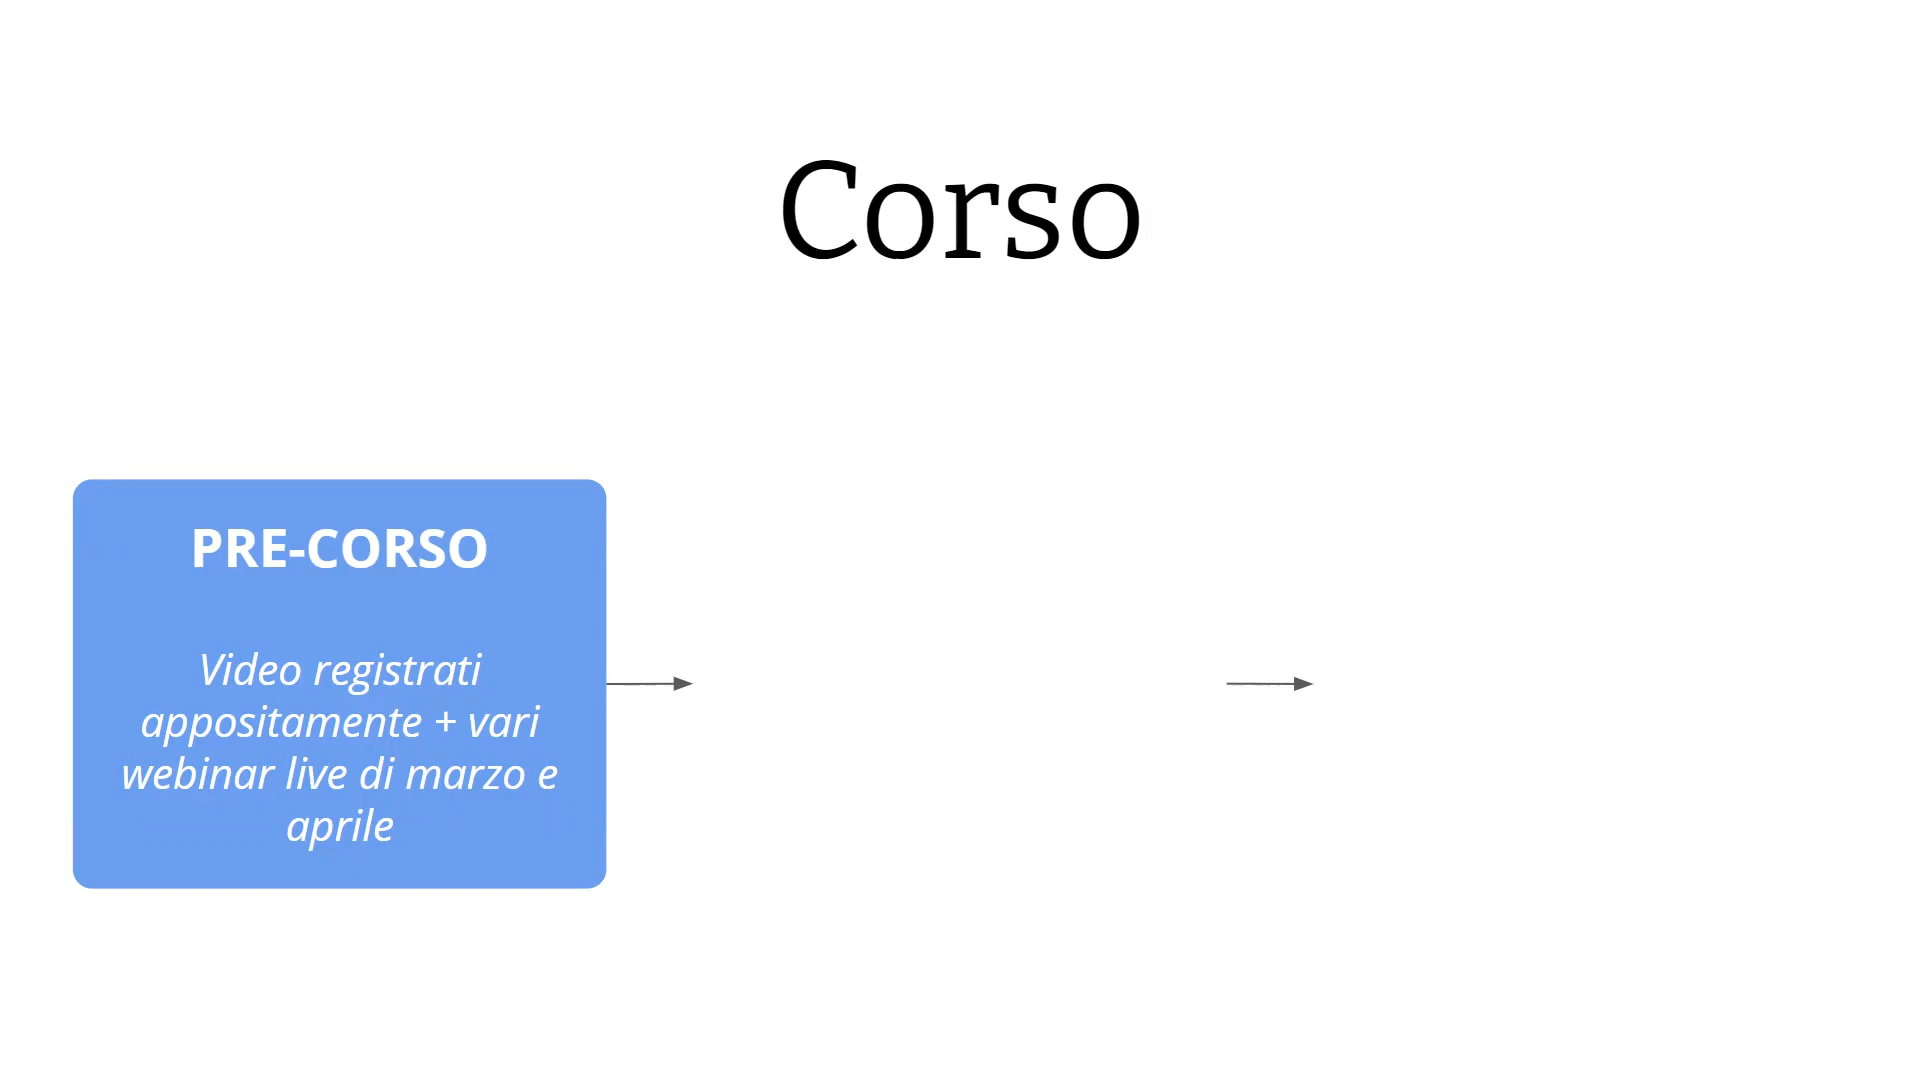 Corso
PRE-CORSO
Video registrati
appositamente + vari
webinar live di marzo e
aprile